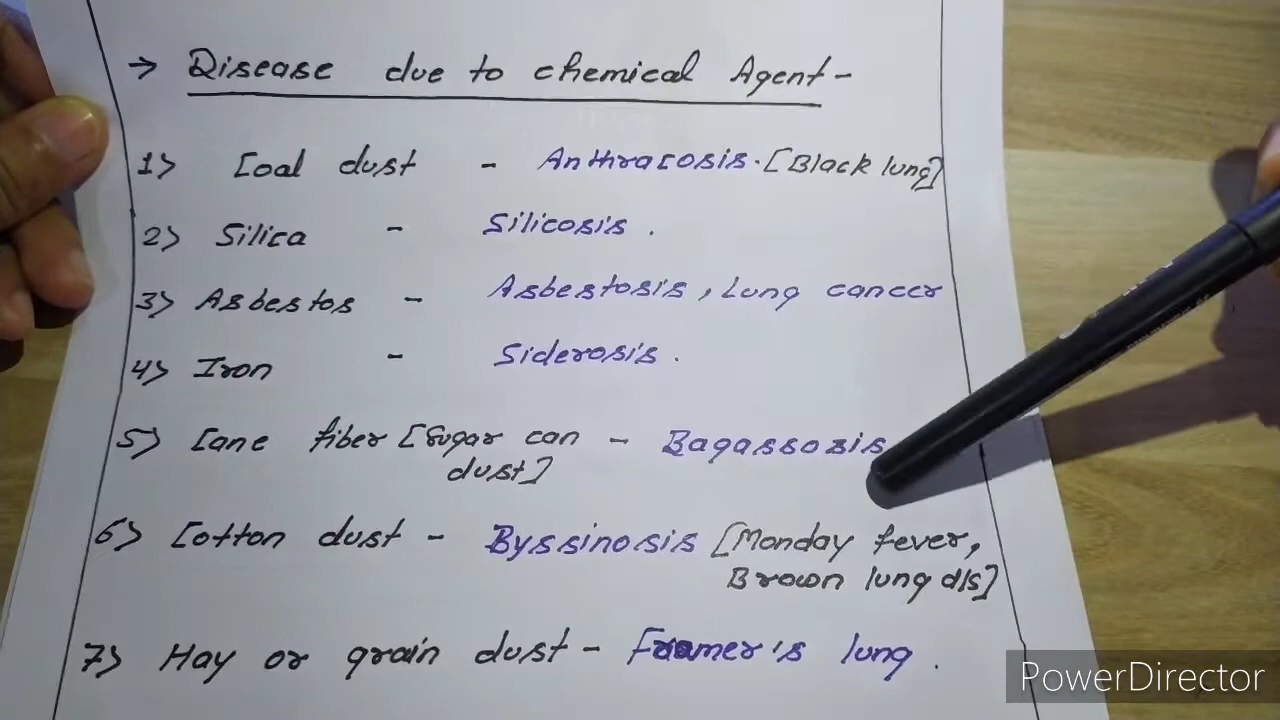 → Disease due to chemical Agent -
1> Coal dust - Anthracosis. [Black lung]
2> Silica - Silicosis.
3> Asbestos - Asbestosis, Lung cancer
4> Iron - Siderosis.
5> Cane fiber [Sugar can dust] - Bagassosis
6> Cotton dust - Byssinosis [Monday fever, Brown lung d/s]
7> Hay or grain dust - Framer's lung.
PowerDirector